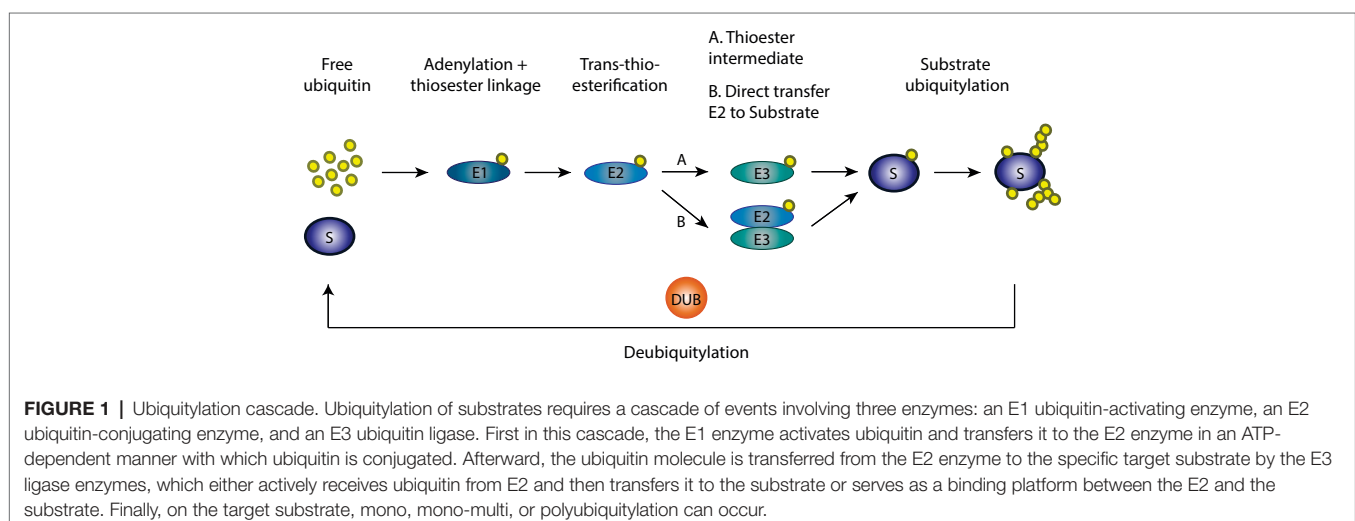 Free
ubiquitin
Adenylation +
thiosester linkage
Trans-thio-
esterification
A. Thioester
intermediate
B. Direct transfer
E2 to Substrate
Substrate
ubiquitylation
E1
E2
A
E3
S
S
B
E2
E3
S
DUB
Deubiquitylation
FIGURE 1 | Ubiquitylation cascade. Ubiquitylation of substrates requires a cascade of events involving three enzymes: an E1 ubiquitin-activating enzyme, an E2
ubiquitin-conjugating enzyme, and an E3 ubiquitin ligase. First in this cascade, the E1 enzyme activates ubiquitin and transfers it to the E2 enzyme in an ATP-
dependent manner with which ubiquitin is conjugated. Afterward, the ubiquitin molecule is transferred from the E2 enzyme to the specific target substrate by the E3
ligase enzymes, which either actively receives ubiquitin from E2 and then transfers it to the substrate or serves as a binding platform between the E2 and the
substrate. Finally, on the target substrate, mono, mono-multi, or polyubiquitylation can occur.